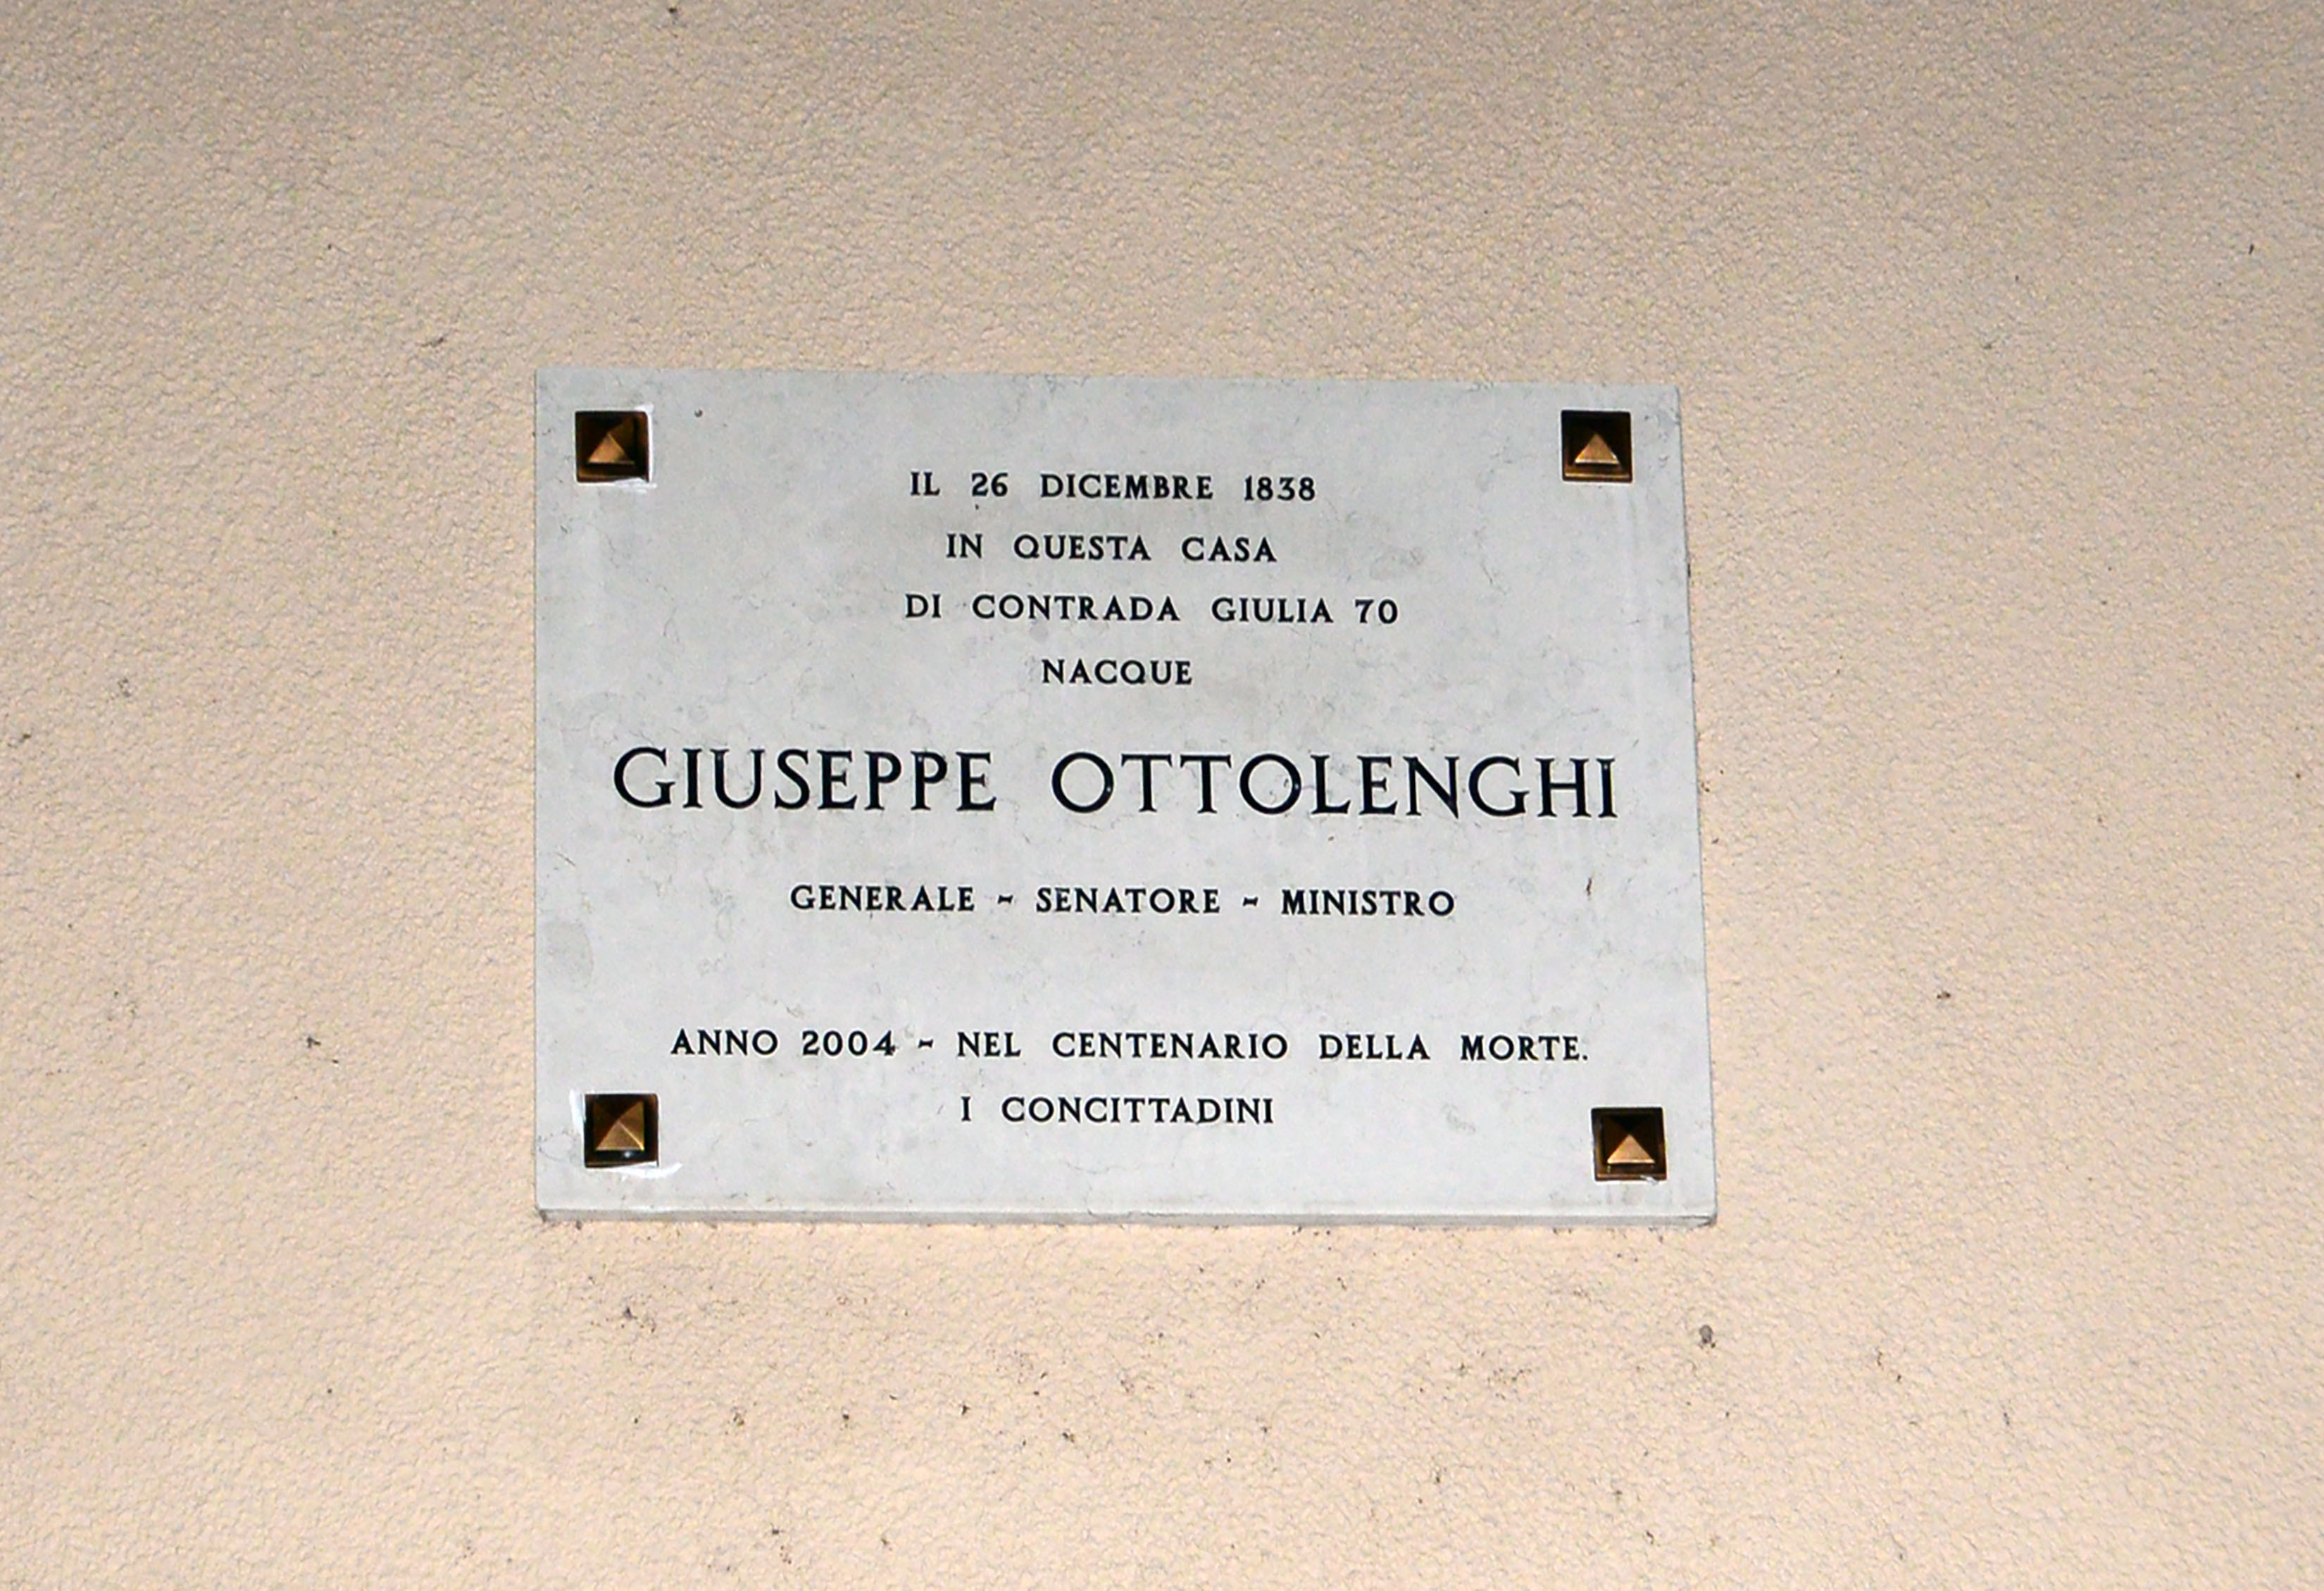 IL 26 DICEMBRE 1838
IN QUESTA CASA
DI CONTRADA GIULIA 70
NACQUE
GIUSEPPE OTTOLENGHI
GENERALE - SENATORE - MINISTRO
ANNO 2004 - NEL CENTENARIO DELLA MORTE.
I CONCITTADINI